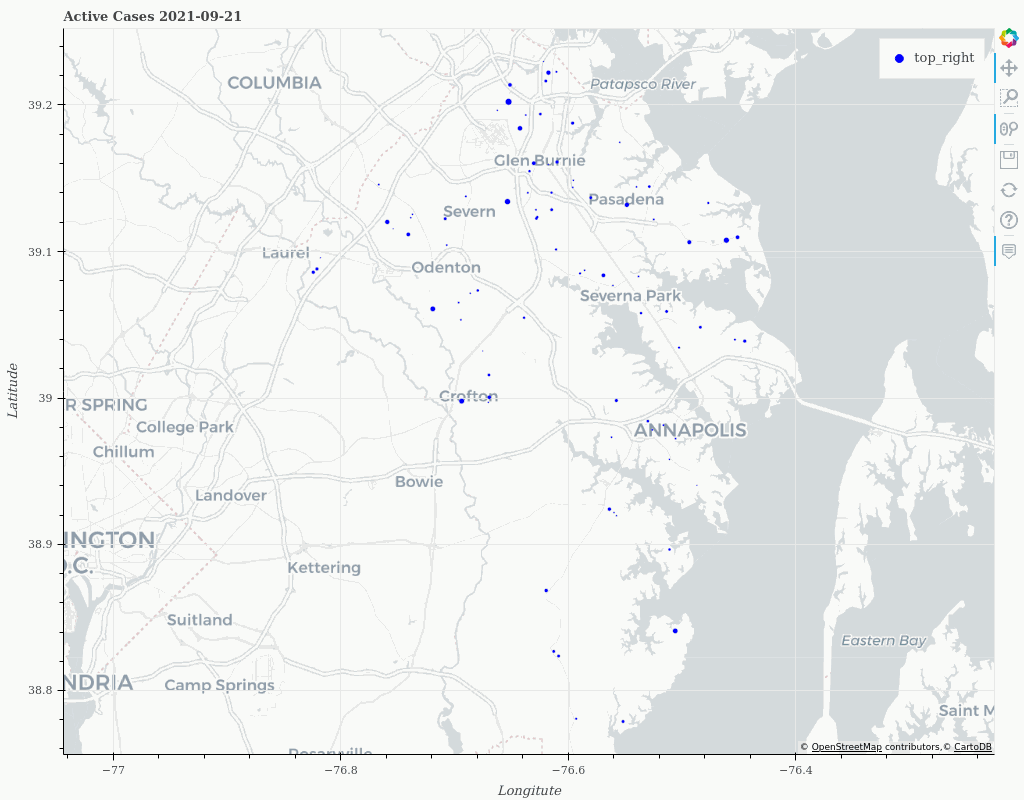 Active Cases 2021-09-21
top_right
COLUMBIA
Patapsco River
39.2
Glen Burnie
Pasadena
Severn
39.1
Laurel
Odenton
Severna Park
Latitude
39
Crofton
R SPRING
College Park
ANNAPOLIS
Chillum
Bowie
Landover
INGTON
38.9
D.C.
Kettering
Suitland
Eastern Bay
38.8
NDRIA
Camp Springs
Saint M
Rosaryville
© OpenStreetMap contributors,© CartoDB
−77
−76.8
−76.6
−76.4
Longitute